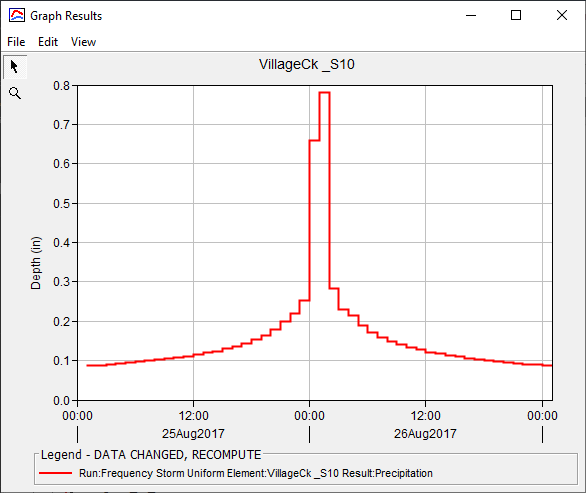 Graph Results
File Edit View
VillageCk _S10
0.8
0.7
0.6
0.5
0.4
0.3
0.2
0.1
0.0
Depth (in)
00:00 12:00 00:00 12:00 00:00
25Aug2017 26Aug2017
Legend - DATA CHANGED, RECOMPUTE
Run:Frequency Storm Uniform Element:VillageCk _S10 Result:Precipitation